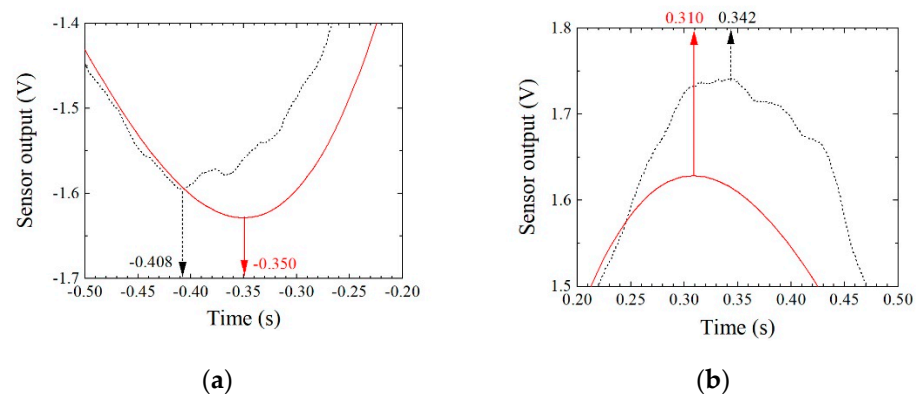 -1.4
-1.5
-1.6
-1.7
Sensor output (V)
-0.408
-0.350
-0.50 -0.45 -0.40 -0.35 -0.30 -0.25 -0.20
Time (s)
(a)
0.310 0.342
1.8
1.7
1.6
1.5
Sensor output (V)
0.20 0.25 0.30 0.35 0.40 0.45 0.50
Time (s)
(b)